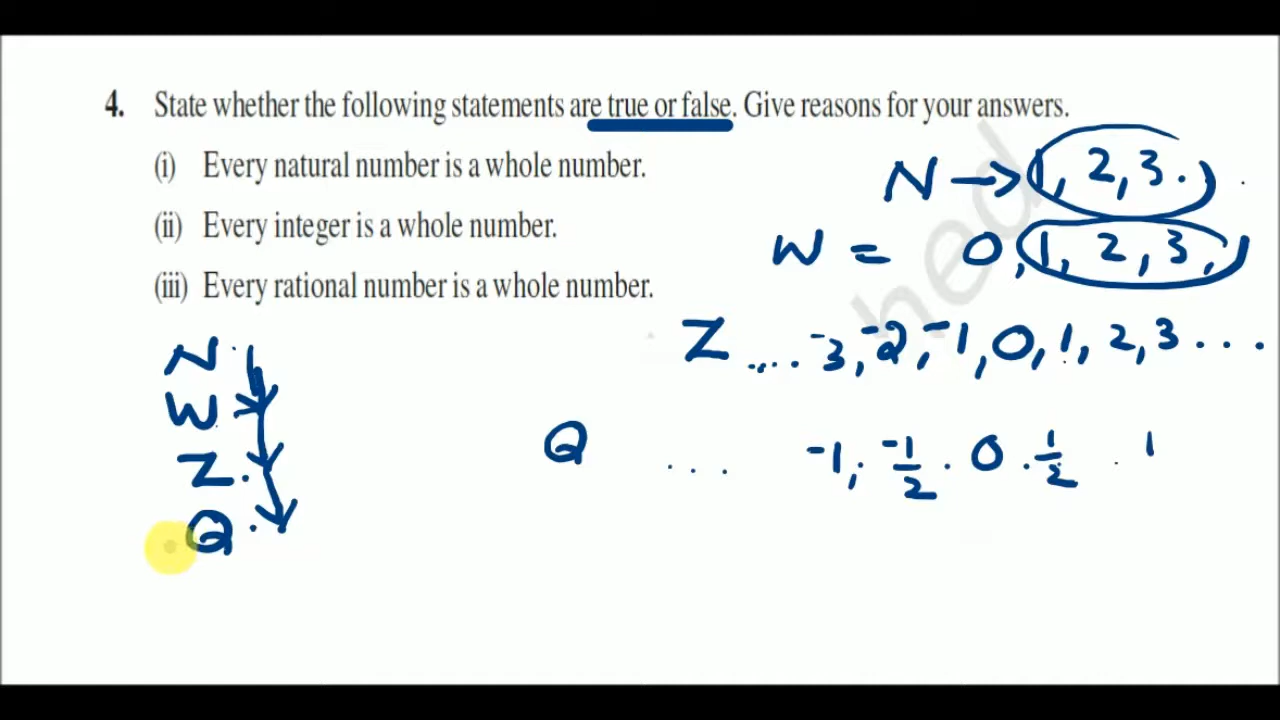 4. State whether the following statements are true or false. Give reasons for your answers.
(i) Every natural number is a whole number.
(ii) Every integer is a whole number.
(iii) Every rational number is a whole number.
N → 1, 2, 3 .,
W = 0, 1, 2, 3,
Z .... -3, -2, -1, 0, 1, 2, 3 ...
Q ... -1, -1/2 . 0 . 1/2 . 1
N
W
Z
Q
hed